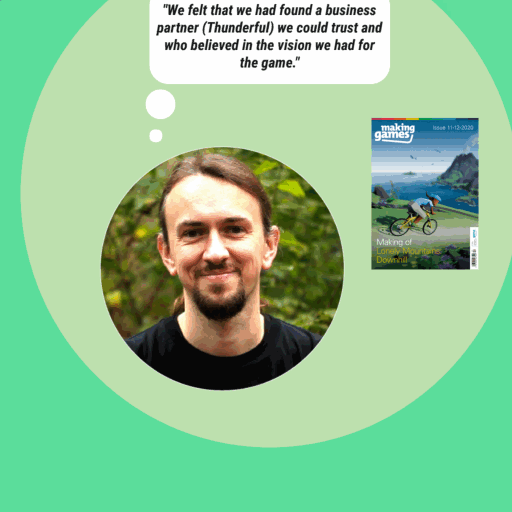 "We felt that we had found a business
partner (Thunderful) we could trust and
who believed in the vision we had for
the game."
making
games
Issue 11-12-2020
Making of
Lonely Mountains:
Downhill